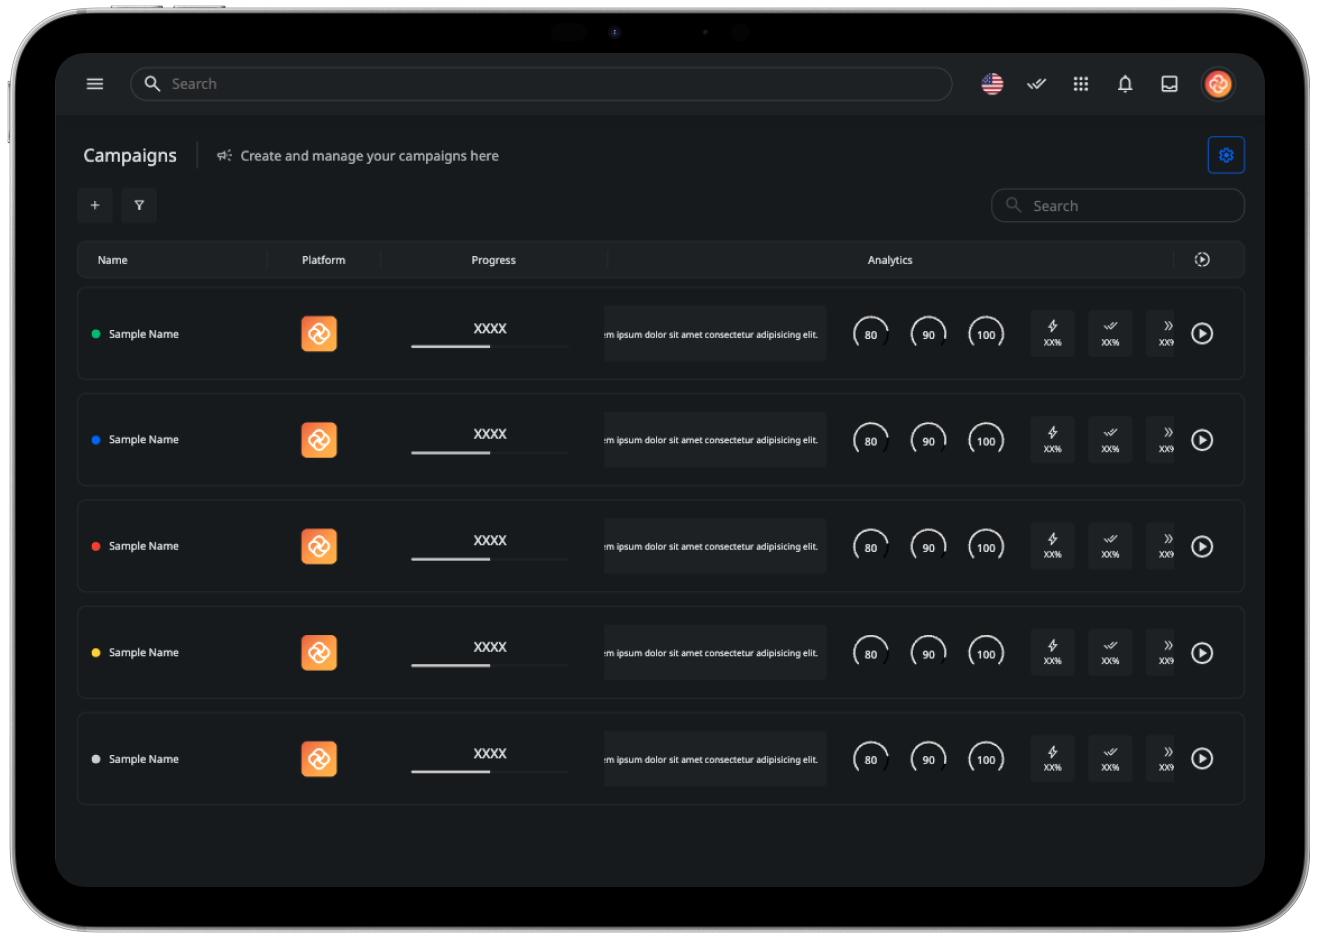 Search
Campaigns
Create and manage your campaigns here
Search
Name Platform Progress Analytics
Sample Name XXXX em ipsum dolor sit amet consectetur adipisicing elit. 80 90 100 XX% XX% XX%
Sample Name XXXX em ipsum dolor sit amet consectetur adipisicing elit. 80 90 100 XX% XX% XX%
Sample Name XXXX em ipsum dolor sit amet consectetur adipisicing elit. 80 90 100 XX% XX% XX%
Sample Name XXXX em ipsum dolor sit amet consectetur adipisicing elit. 80 90 100 XX% XX% XX%
Sample Name XXXX em ipsum dolor sit amet consectetur adipisicing elit. 80 90 100 XX% XX% XX%